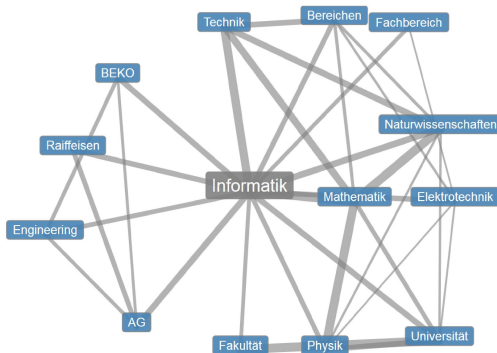 Technik
Bereichen
Fachbereich
BEKO
Naturwissenschaften
Raiffeisen
Informatik
Mathematik
Elektrotechnik
Engineering
AG
Fakultät
Physik
Universität